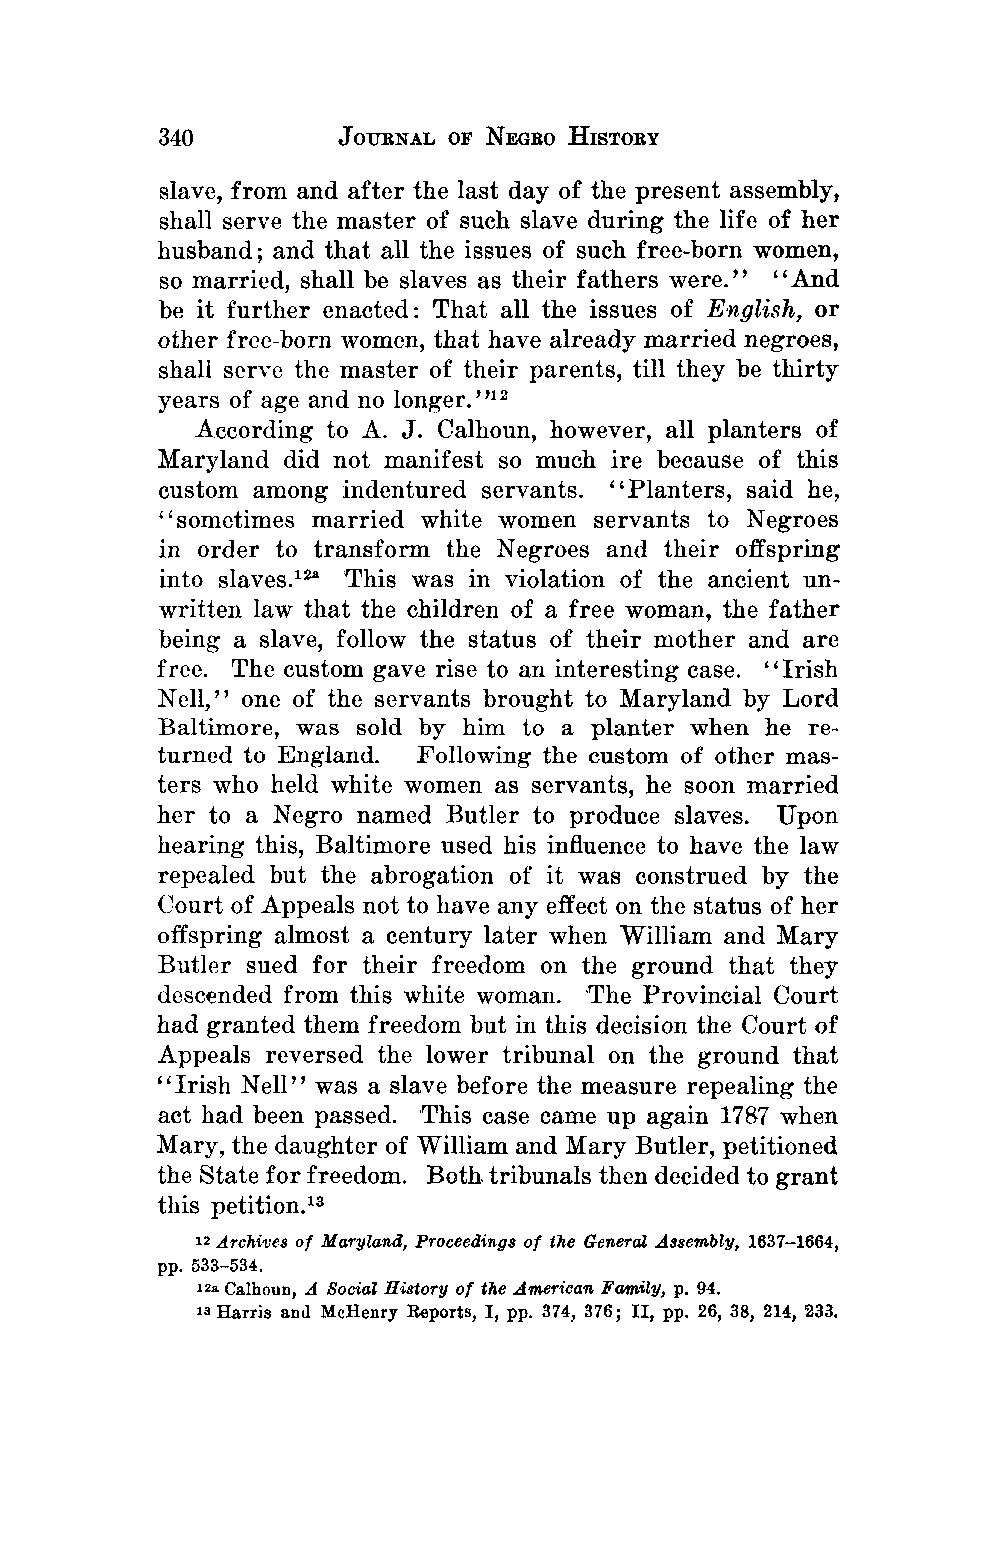 340 JOURNAL OF NEGRO HISTORY
slave, from and after the last day of the present assembly,
shall serve the master of such slave during the life of her
husband; and that all the issues of such free-born women,
so married, shall be slaves as their fathers were.'' ``And
be it further enacted: That all the issues of English, or
other free-born women, that have already married negroes,
shall serve the master of their parents, till they be thirty
years of age and no longer.''12
According to A. J. Calhoun, however, all planters of
Maryland did not manifest so much ire because of this
custom among indentured servants. ``Planters, said he,
``sometimes married white women servants to Negroes
in order to transform the Negroes and their offspring
into slaves.12a This was in violation of the ancient un-
written law that the children of a free woman, the father
being a slave, follow the status of their mother and are
free. The custom gave rise to an interesting case. ``Irish
Nell,'' one of the servants brought to Maryland by Lord
Baltimore, was sold by him to a planter when he re-
turned to England. Following the custom of other mas-
ters who held white women as servants, he soon married
her to a Negro named Butler to produce slaves. Upon
hearing this, Baltimore used his influence to have the law
repealed but the abrogation of it was construed by the
Court of Appeals not to have any effect on the status of her
offspring almost a century later when William and Mary
Butler sued for their freedom on the ground that they
descended from this white woman. The Provincial Court
had granted them freedom but in this decision the Court of
Appeals reversed the lower tribunal on the ground that
``Irish Nell'' was a slave before the measure repealing the
act had been passed. This case came up again 1787 when
Mary, the daughter of William and Mary Butler, petitioned
the State for freedom. Both tribunals then decided to grant
this petition.13
12 Archives of Maryland, Proceedings of the General Assembly, 1637–1664,
pp. 533–534.
12a Calhoun, A Social History of the American Family, p. 94.
13 Harris and McHenry Reports, I, pp. 374, 376; II, pp. 26, 38, 214, 233.